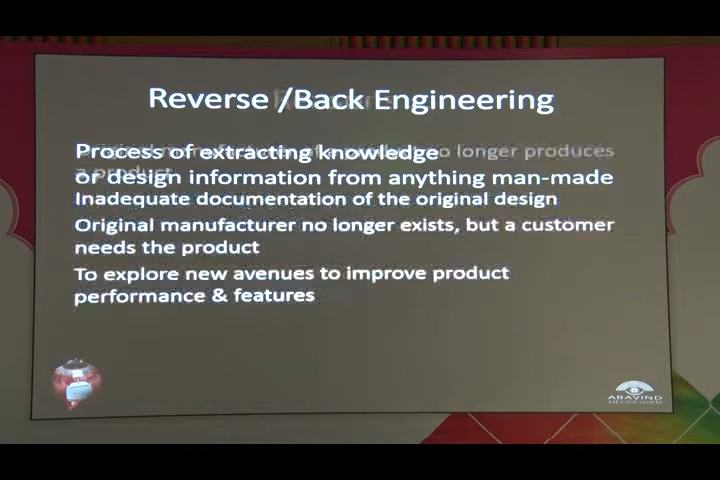 Reverse /Back Engineering
Process of extracting knowledge
or design information from anything man-made
Inadequate documentation of the original design
Original manufacturer no longer exists, but a customer
needs the product
To explore new avenues to improve product
performance & features
ARAVIND